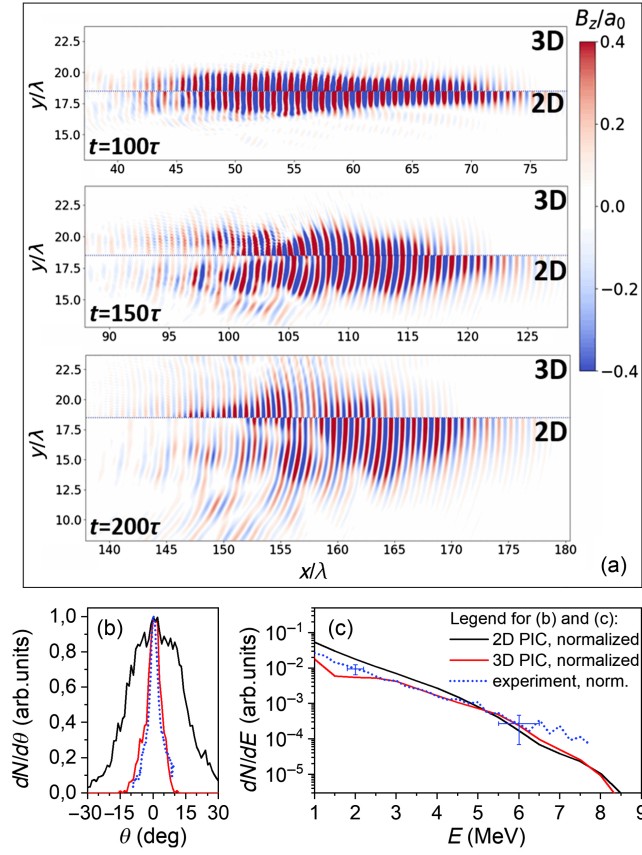 B_z/a_0
0.4
0.2
0.0
−0.2
−0.4
22.5
20.0
17.5
15.0
y/λ
3D
2D
t=100τ
40 45 50 55 60 65 70 75
22.5
20.0
17.5
15.0
y/λ
3D
2D
t=150τ
90 95 100 105 110 115 120 125
22.5
20.0
17.5
15.0
12.5
10.0
y/λ
3D
2D
t=200τ
140 145 150 155 160 165 170 175 180
x/λ
(a)
(b)
dN/dθ (arb.units)
1,0
0,8
0,6
0,4
0,2
0,0
−30 −15 0 15 30
θ (deg)
(c)
Legend for (b) and (c):
2D PIC, normalized
3D PIC, normalized
experiment, norm.
dN/dE (arb.units)
10⁻¹
10⁻²
10⁻³
10⁻⁴
10⁻⁵
1 2 3 4 5 6 7 8 9
E (MeV)